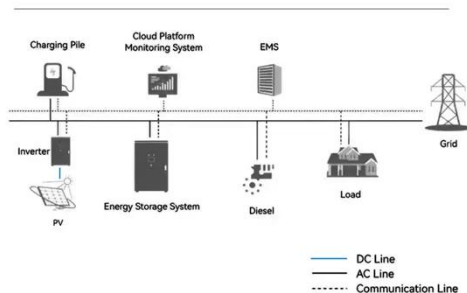 Charging Pile
Cloud Platform
Monitoring System
EMS
Inverter
Grid
PV
Energy Storage System
Diesel
Load
DC Line
AC Line
Communication Line